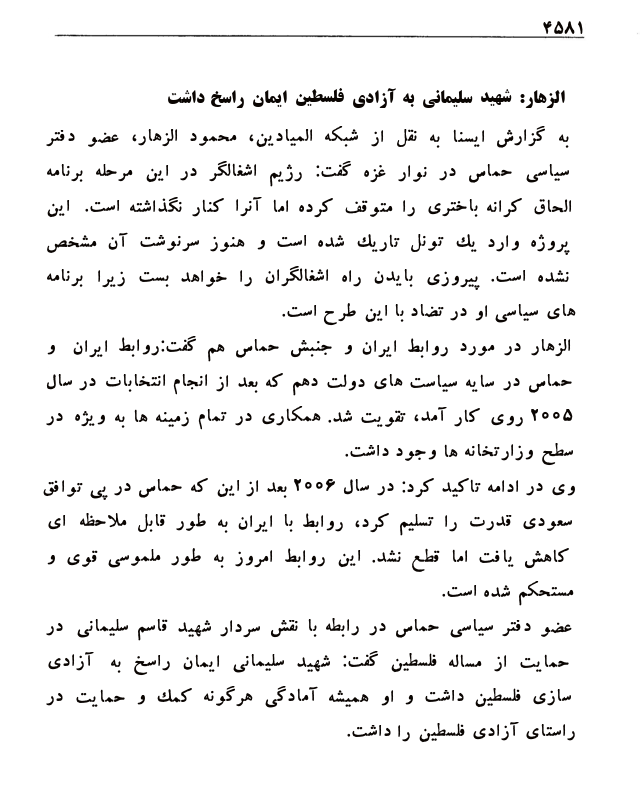 ۴۵۸۱
الزهار: شهید سلیمانی به آزادی فلسطین ایمان راسخ داشت
به گزارش ایسنا به نقل از شبکه المیادین، محمود الزهار، عضو دفتر
سیاسی حماس در نوار غزه گفت: رژیم اشغالگر در این مرحله برنامه
الحاق کرانه باختری را متوقف کرده اما آنرا کنار نگذاشته است. این
پروژه وارد یك تونل تاریك شده است و هنوز سرنوشت آن مشخص
نشده است. پیروزی بایدن راه اشغالگران را خواهد بست زیرا برنامه
های سیاسی او در تضاد با این طرح است.
الزهار در مورد روابط ایران و جنبش حماس هم گفت:روابط ایران و
حماس در سایه سیاست های دولت دهم که بعد از انجام انتخابات در سال
۲۰۰۵ روی کار آمد، تقویت شد. همکاری در تمام زمینه ها به ویژه در
سطح وزارتخانه ها وجود داشت.
وی در ادامه تاکید کرد: در سال ۲۰۰۶ بعد از این که حماس در پی توافق
سعودی قدرت را تسلیم کرد، روابط با ایران به طور قابل ملاحظه ای
کاهش یافت اما قطع نشد. این روابط امروز به طور ملموسی قوی و
مستحکم شده است.
عضو دفتر سیاسی حماس در رابطه با نقش سردار شهید قاسم سلیمانی در
حمایت از مساله فلسطین گفت: شهید سلیمانی ایمان راسخ به آزادی
سازی فلسطین داشت و او همیشه آمادگی هرگونه کمك و حمایت در
راستای آزادی فلسطین را داشت.